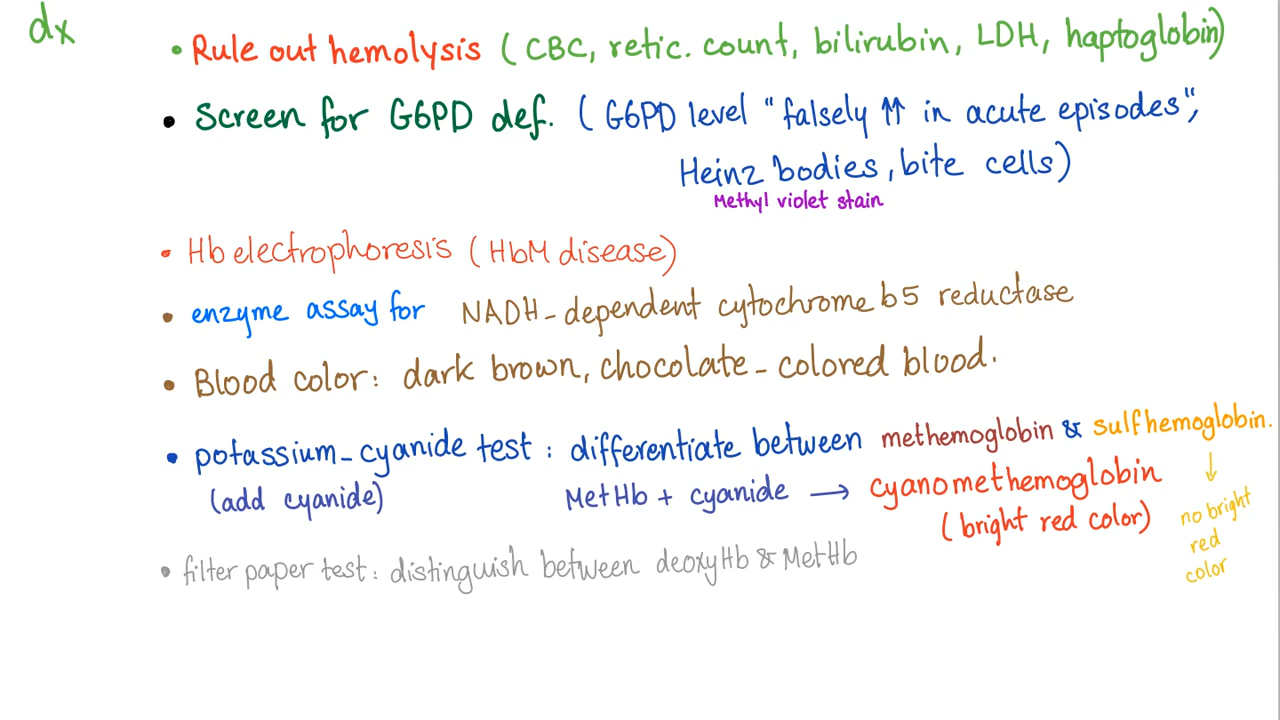 dx
• Rule out hemolysis (CBC, retic. count, bilirubin, LDH, haptoglobin)
• Screen for G6PD def. (G6PD level "falsely ↑↑ in acute episodes",
Heinz bodies, bite cells)
Methyl violet stain
• Hb electrophoresis (HbM disease)
• enzyme assay for NADH-dependent cytochrome b5 reductase
• Blood color: dark brown, chocolate-colored blood.
• potassium-cyanide test: differentiate between methemoglobin & sulfhemoglobin.
(add cyanide) MetHb + cyanide → cyanomethemoglobin ↓
(bright red color) no bright
red
color
• filter paper test: distinguish between deoxyHb & MetHb